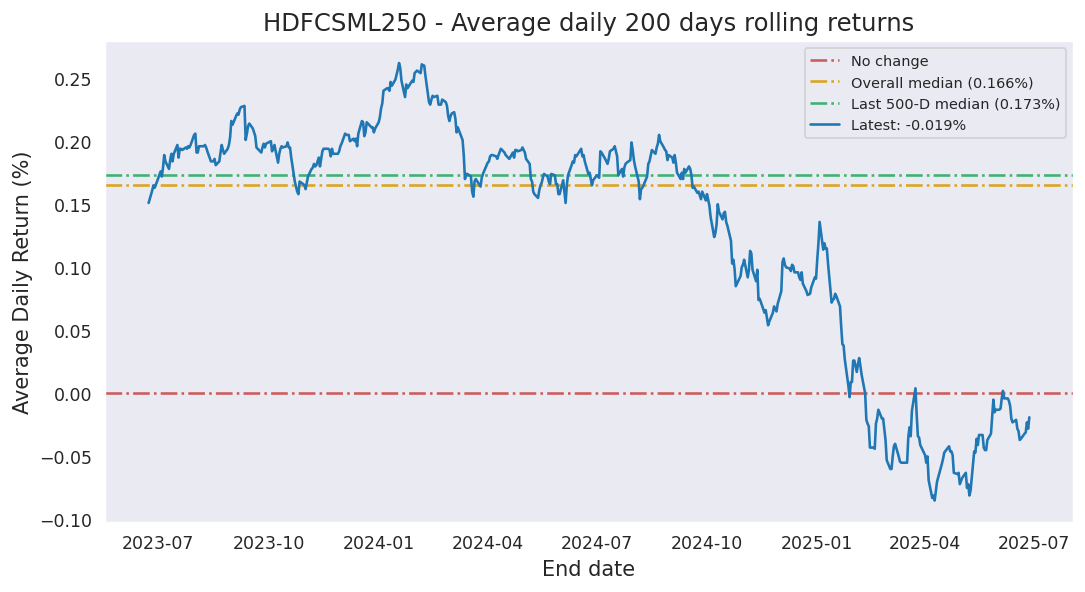 HDFCSML250 - Average daily 200 days rolling returns
No change
Overall median (0.166%)
Last 500-D median (0.173%)
Latest: -0.019%
Average Daily Return (%)
0.25
0.20
0.15
0.10
0.05
0.00
−0.05
−0.10
2023-07 2023-10 2024-01 2024-04 2024-07 2024-10 2025-01 2025-04 2025-07
End date